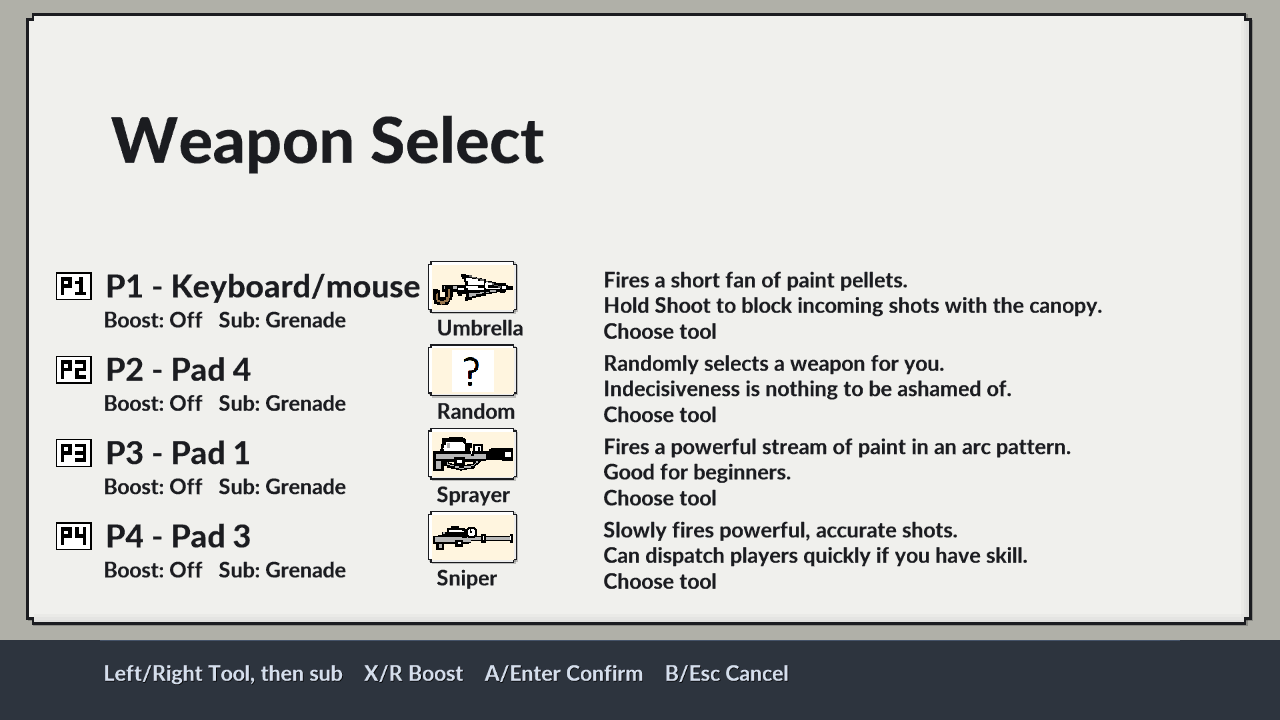 Weapon Select
P1 P1 - Keyboard/mouse
Boost: Off Sub: Grenade
Umbrella
Fires a short fan of paint pellets.
Hold Shoot to block incoming shots with the canopy.
Choose tool
P2 P2 - Pad 4
Boost: Off Sub: Grenade
?
Random
Randomly selects a weapon for you.
Indecisiveness is nothing to be ashamed of.
Choose tool
P3 P3 - Pad 1
Boost: Off Sub: Grenade
Sprayer
Fires a powerful stream of paint in an arc pattern.
Good for beginners.
Choose tool
P4 P4 - Pad 3
Boost: Off Sub: Grenade
Sniper
Slowly fires powerful, accurate shots.
Can dispatch players quickly if you have skill.
Choose tool
Left/Right Tool, then sub X/R Boost A/Enter Confirm B/Esc Cancel